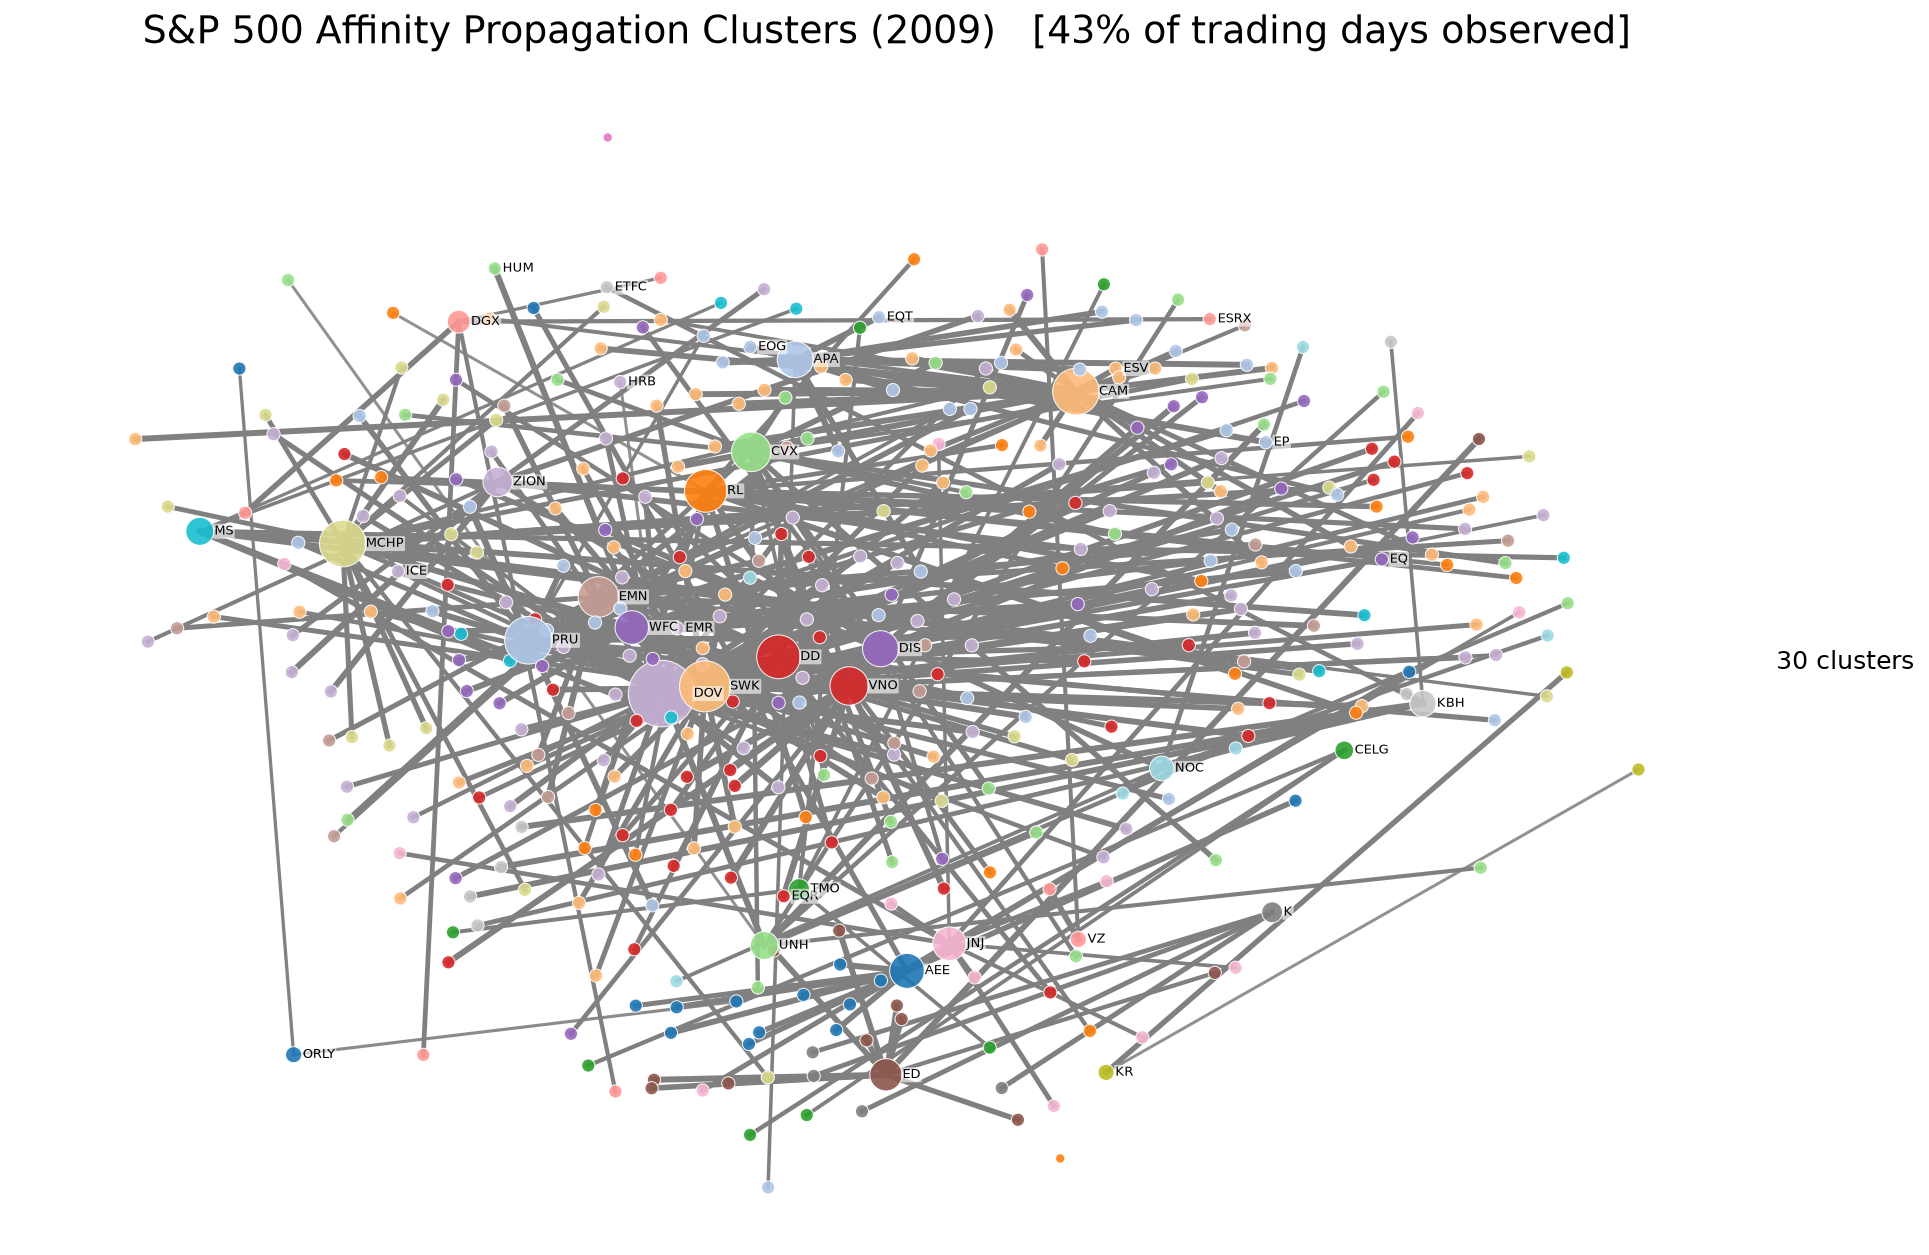 S&P 500 Affinity Propagation Clusters (2009)   [43% of trading days observed]
HUM
ETFC
DGX
EQT
ESRX
EOG
APA
ESV
HRB
CAM
EP
CVX
ZION
RL
MS
MCHP
EQ
ICE
EMN
WFC
EMR
PRU
DD
DIS
30 clusters
DOV
SWK
VNO
KBH
CELG
NOC
TMO
EQR
K
UNH
JNJ
VZ
AEE
ORLY
ED
KR